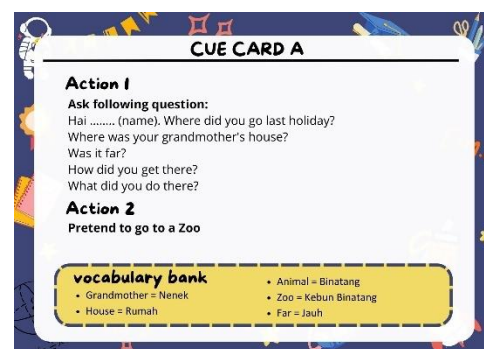 CUE CARD A
Action 1
Ask following question:
Hai ........ (name). Where did you go last holiday?
Where was your grandmother's house?
Was it far?
How did you get there?
What did you do there?
Action 2
Pretend to go to a Zoo
vocabulary bank
• Grandmother = Nenek
• House = Rumah
• Animal = Binatang
• Zoo = Kebun Binatang
• Far = Jauh